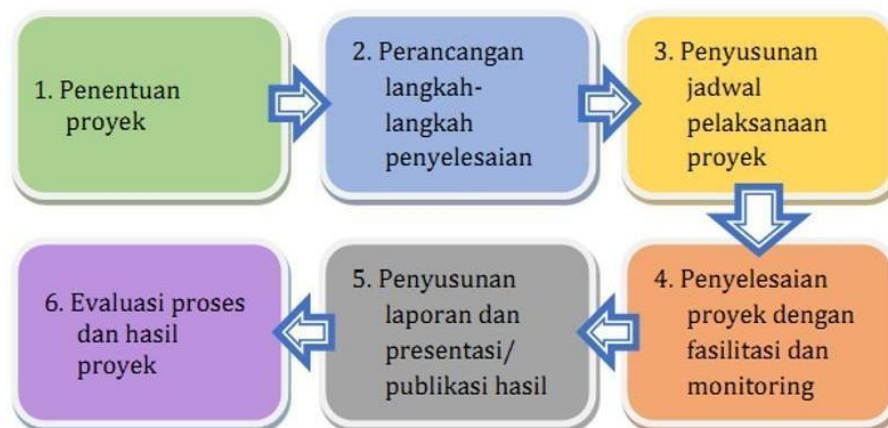 1. Penentuan
proyek
2. Perancangan
langkah-
langkah
penyelesaian
3. Penyusunan
jadwal
pelaksanaan
proyek
4. Penyelesaian
proyek dengan
fasilitasi dan
monitoring
5. Penyusunan
laporan dan
presentasi/
publikasi hasil
6. Evaluasi proses
dan hasil
proyek